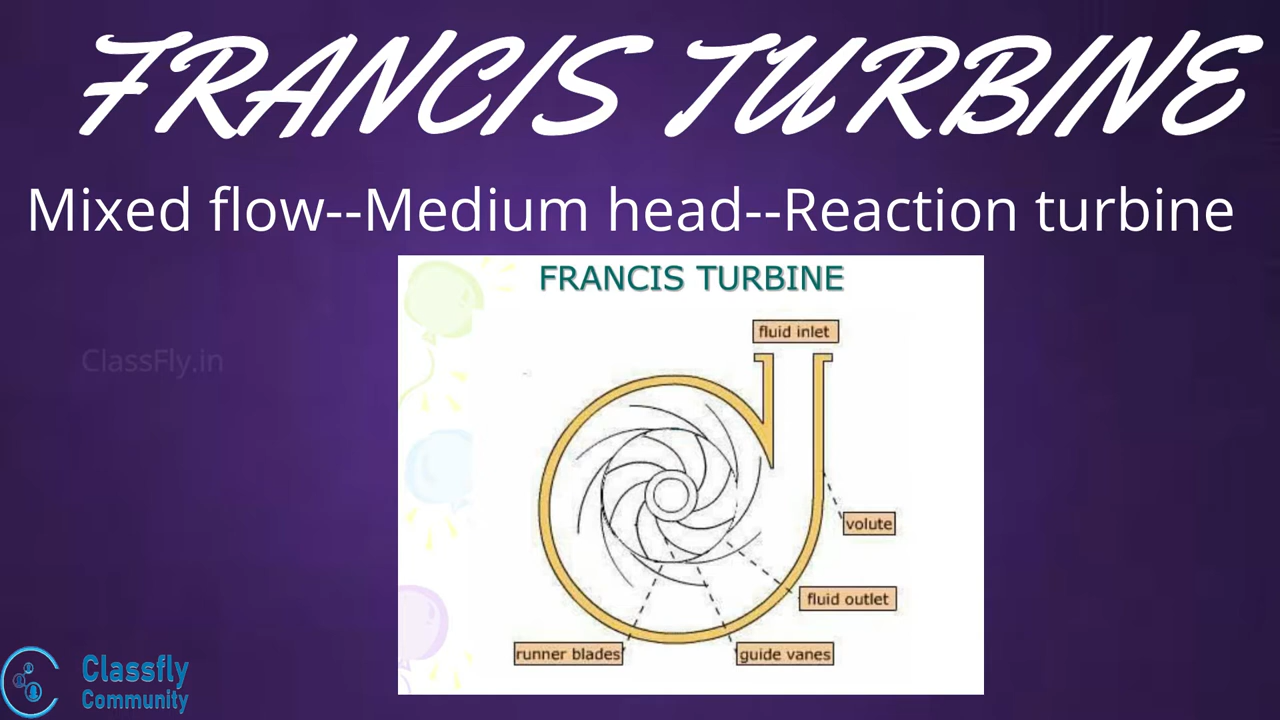 FRANCIS TURBINE
Mixed flow--Medium head--Reaction turbine
FRANCIS TURBINE
fluid inlet
ClassFly.in
volute
fluid outlet
runner blades
guide vanes
Classfly
Community